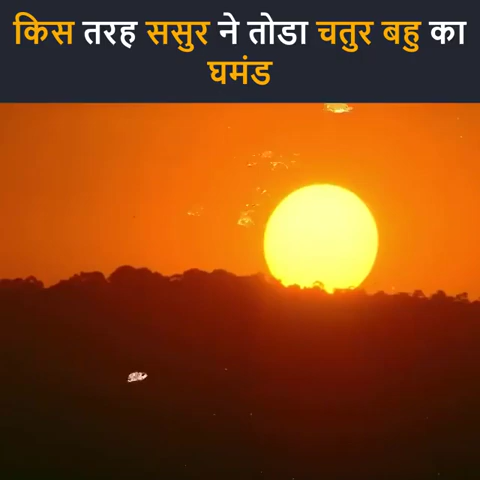 किस तरह ससुर ने तोडा चतुर बहु का
घमंड